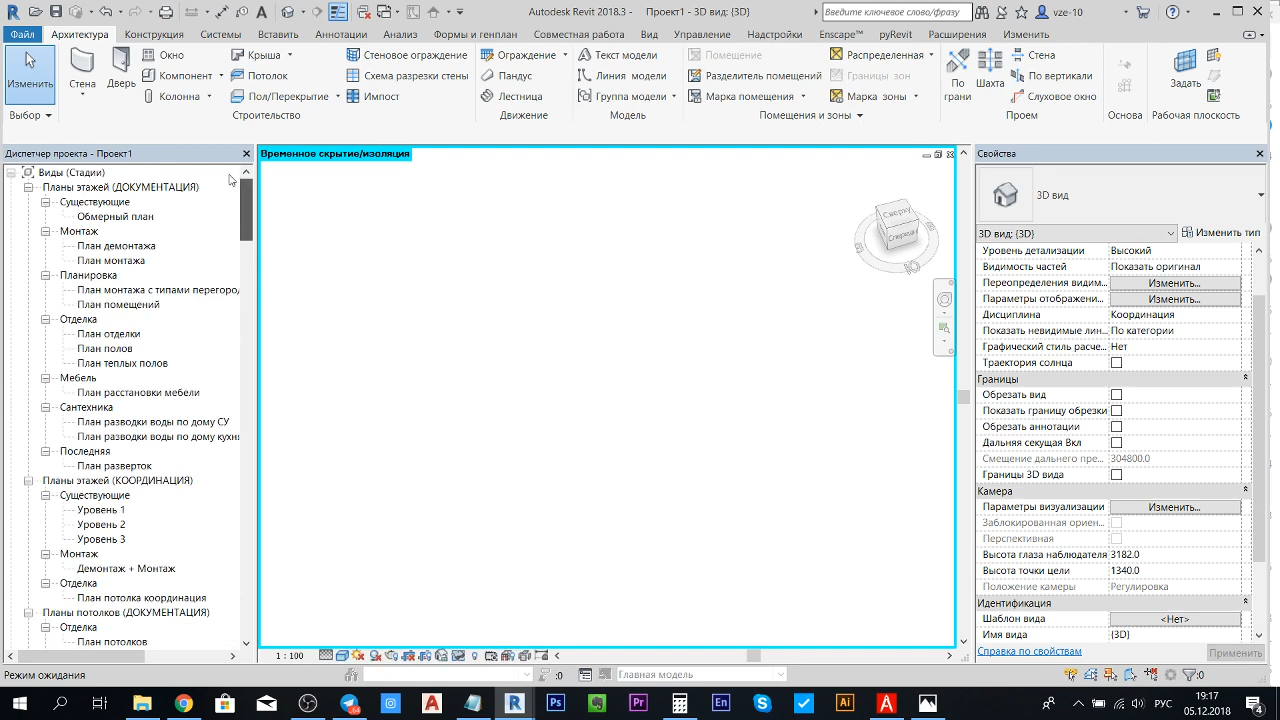 Autodesk Revit 2018.3 - Проект1 - 3D вид: {3D}
Введите ключевое слово/фразу
vze-10
Файл Архитектура Конструкция Системы Вставить Аннотации Анализ Формы и генплан Совместная работа Вид Управление Надстройки Enscape™ pyRevit Расширения Изменить
Изменить
Стена
Дверь
Окно
Компонент
Колонна
Крыша
Потолок
Пол/Перекрытие
Стеновое ограждение
Схема разрезки стены
Импост
Ограждение
Пандус
Лестница
Текст модели
Линия модели
Группа модели
Помещение
Разделитель помещений
Марка помещения
Распределенная
Границы зон
Марка зоны
По грани
Шахта
Стена
По вертикали
Слуховое окно
Задать
Выбор Строительство Движение Модель Помещения и зоны Проем Основа Рабочая плоскость
Диспетчер проекта - Проект1
Виды (Стадии)
Планы этажей (ДОКУМЕНТАЦИЯ)
Существующие
Обмерный план
Монтаж
План демонтажа
План монтажа
Планировка
План монтажа с типами перегоро
План помещений
Отделка
План отделки
План полов
План теплых полов
Мебель
План расстановки мебели
Сантехника
План разводки воды по дому СУ
План разводки воды по дому кухн
Последняя
План разверток
Планы этажей (КООРДИНАЦИЯ)
Существующие
Уровень 1
Уровень 2
Уровень 3
Монтаж
Демонтаж + Монтаж
Отделка
План потолка координация
Планы потолков (ДОКУМЕНТАЦИЯ)
Отделка
План потолков
Временное скрытие/изоляция
Сверху
Спереди
1 : 100
Свойства
3D вид
3D вид: {3D} Изменить тип
Уровень детализации Высокий
Видимость частей Показать оригинал
Переопределения видим... Изменить...
Параметры отображени... Изменить...
Дисциплина Координация
Показать невидимые лин... По категории
Графический стиль расче... Нет
Траектория солнца
Границы
Обрезать вид
Показать границу обрезки
Обрезать аннотации
Дальняя секущая Вкл
Смещение дальнего пре... 304800.0
Границы 3D вида
Камера
Параметры визуализации Изменить...
Заблокированная ориен...
Перспективная
Высота глаза наблюдателя 3182.0
Высота точки цели 1340.0
Положение камеры Регулировка
Идентификация
Шаблон вида <Нет>
Имя вида {3D}
Справка по свойствам Применить
Режим ожидания
:0
Главная модель
:0
РУС
19:17
05.12.2018